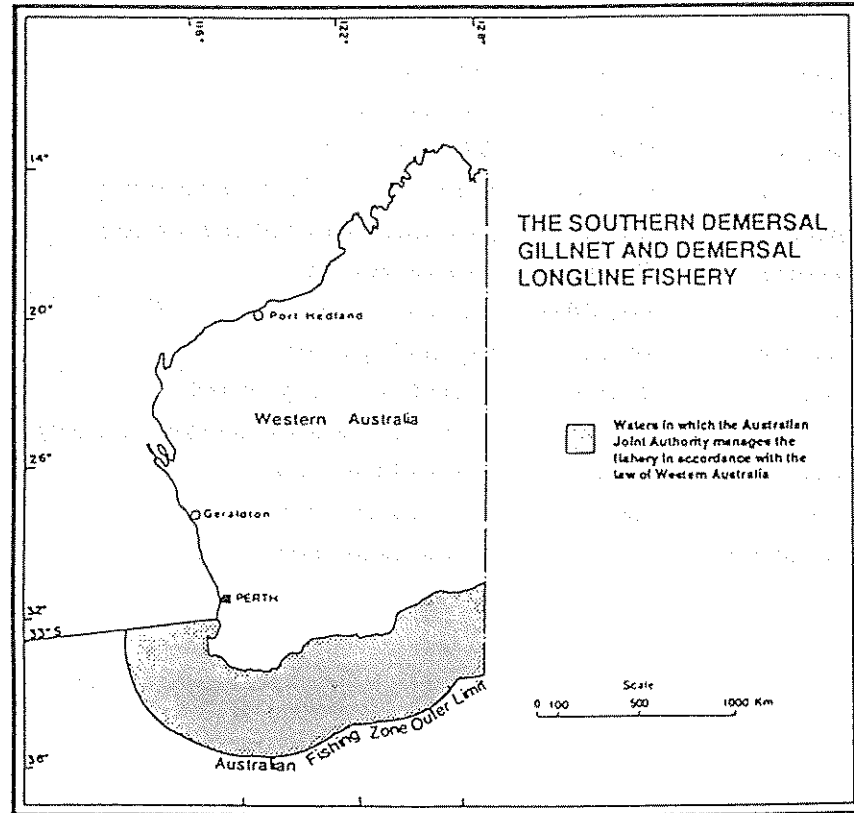 116°
122°
128°
14°
THE SOUTHERN DEMERSAL
GILLNET AND DEMERSAL
LONGLINE FISHERY
20°
Port Hedland
Western Australia
Waters in which the Australian
Joint Authority manages the
fishery in accordance with the
law of Western Australia
26°
Geraldton
PERTH
32°
33° S
Scale
0 100 500 1000 Km
Australian Fishing Zone Outer Limit